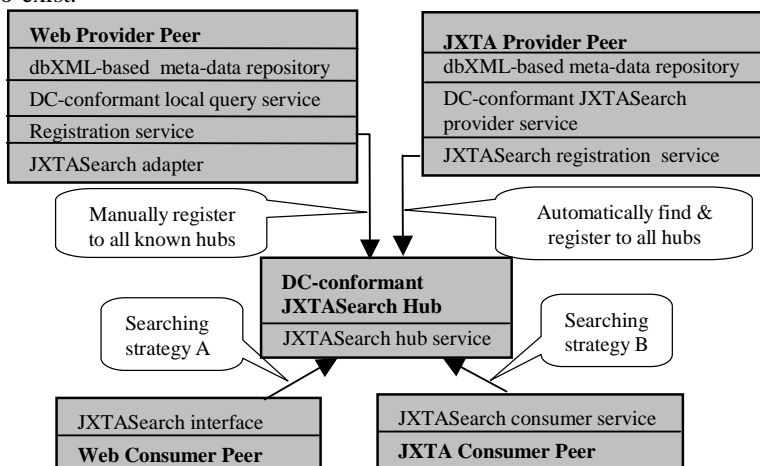 Web Provider Peer
dbXML-based meta-data repository
DC-conformant local query service
Registration service
JXTASearch adapter
JXTA Provider Peer
dbXML-based meta-data repository
DC-conformant JXTASearch
provider service
JXTASearch registration service
Manually register
to all known hubs
Automatically find &
register to all hubs
DC-conformant
JXTASearch Hub
JXTASearch hub service
Searching
strategy A
Searching
strategy B
JXTASearch interface
Web Consumer Peer
JXTASearch consumer service
JXTA Consumer Peer